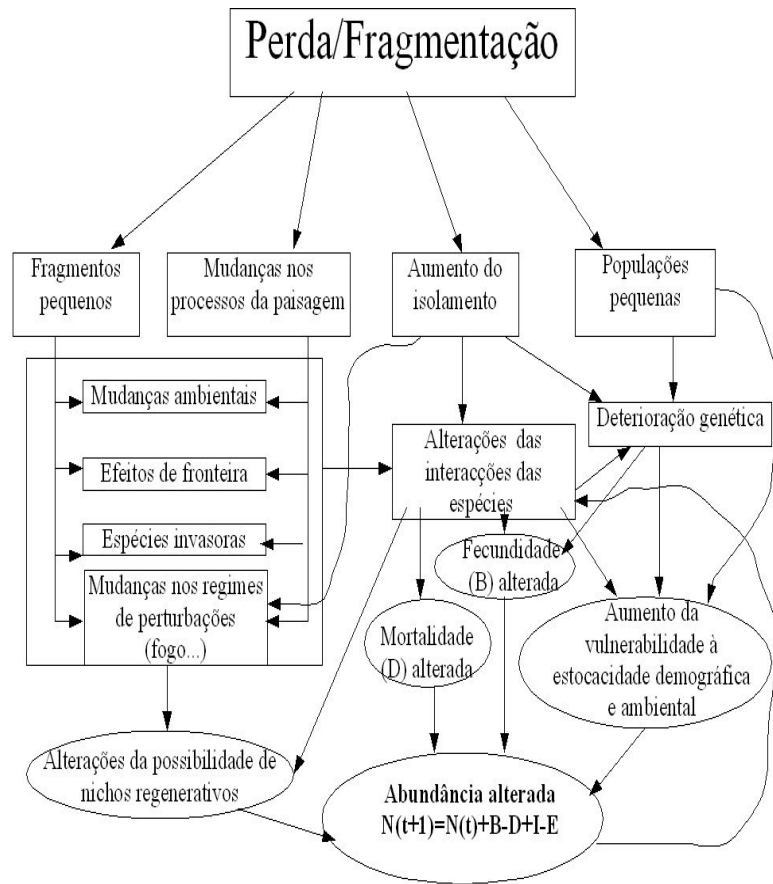 Perda/Fragmentação
Fragmentos
pequenos
Mudanças nos
processos da paisagem
Aumento do
isolamento
Populações
pequenas
Mudanças ambientais
Efeitos de fronteira
Espécies invasoras
Mudanças nos regimes
de perturbações
(fogo...)
Alterações das
interacções das
espécies
Deterioração genética
Fecundidade
(B) alterada
Mortalidade
(D) alterada
Aumento da
vulnerabilidade à
estocacidade demográfica
e ambiental
Alterações da possibilidade de
nichos regenerativos
Abundância alterada
N(t+1)=N(t)+B-D+I-E